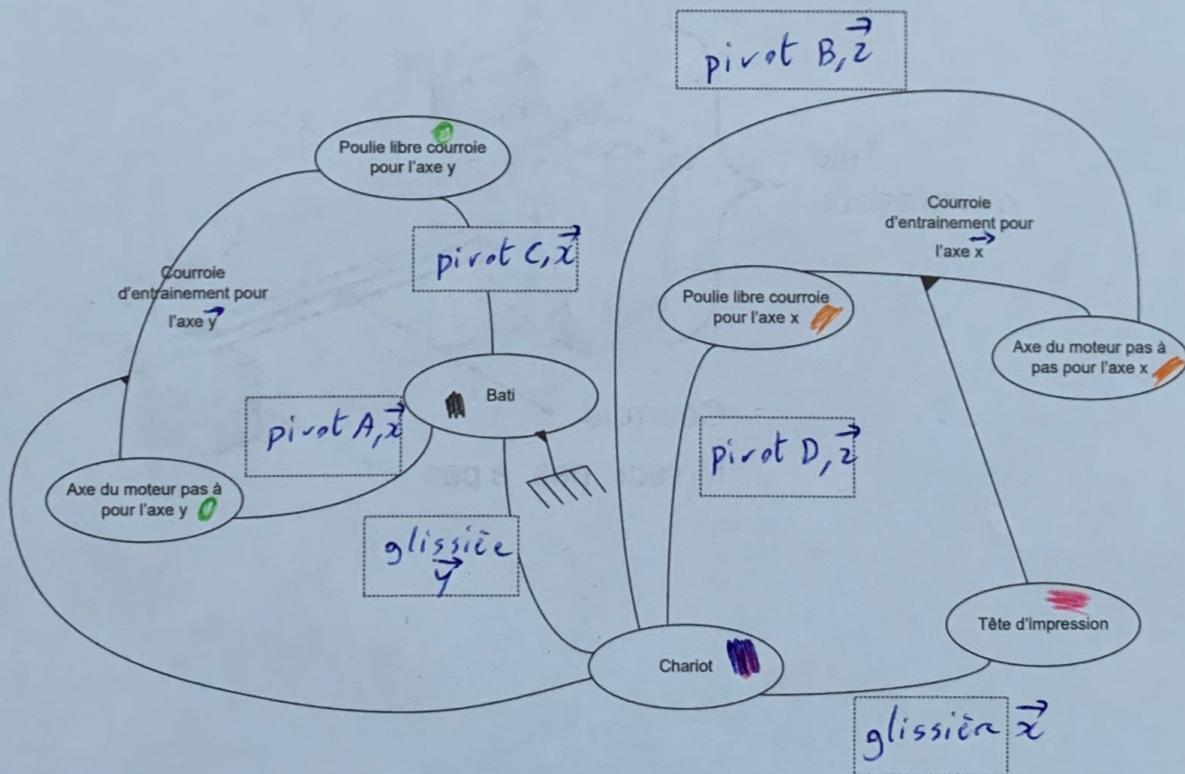 pivot B, z
Poulie libre courroie
pour l'axe y
pivot C, x
Courroie
d'entrainement pour
l'axe y
Courroie
d'entrainement pour
l'axe x
Poulie libre courroie
pour l'axe x
Axe du moteur pas à
pas pour l'axe x
Bati
pivot A, x
pivot D, z
Axe du moteur pas à
pour l'axe y
glissière
y
Tête d'impression
Chariot
glissière x